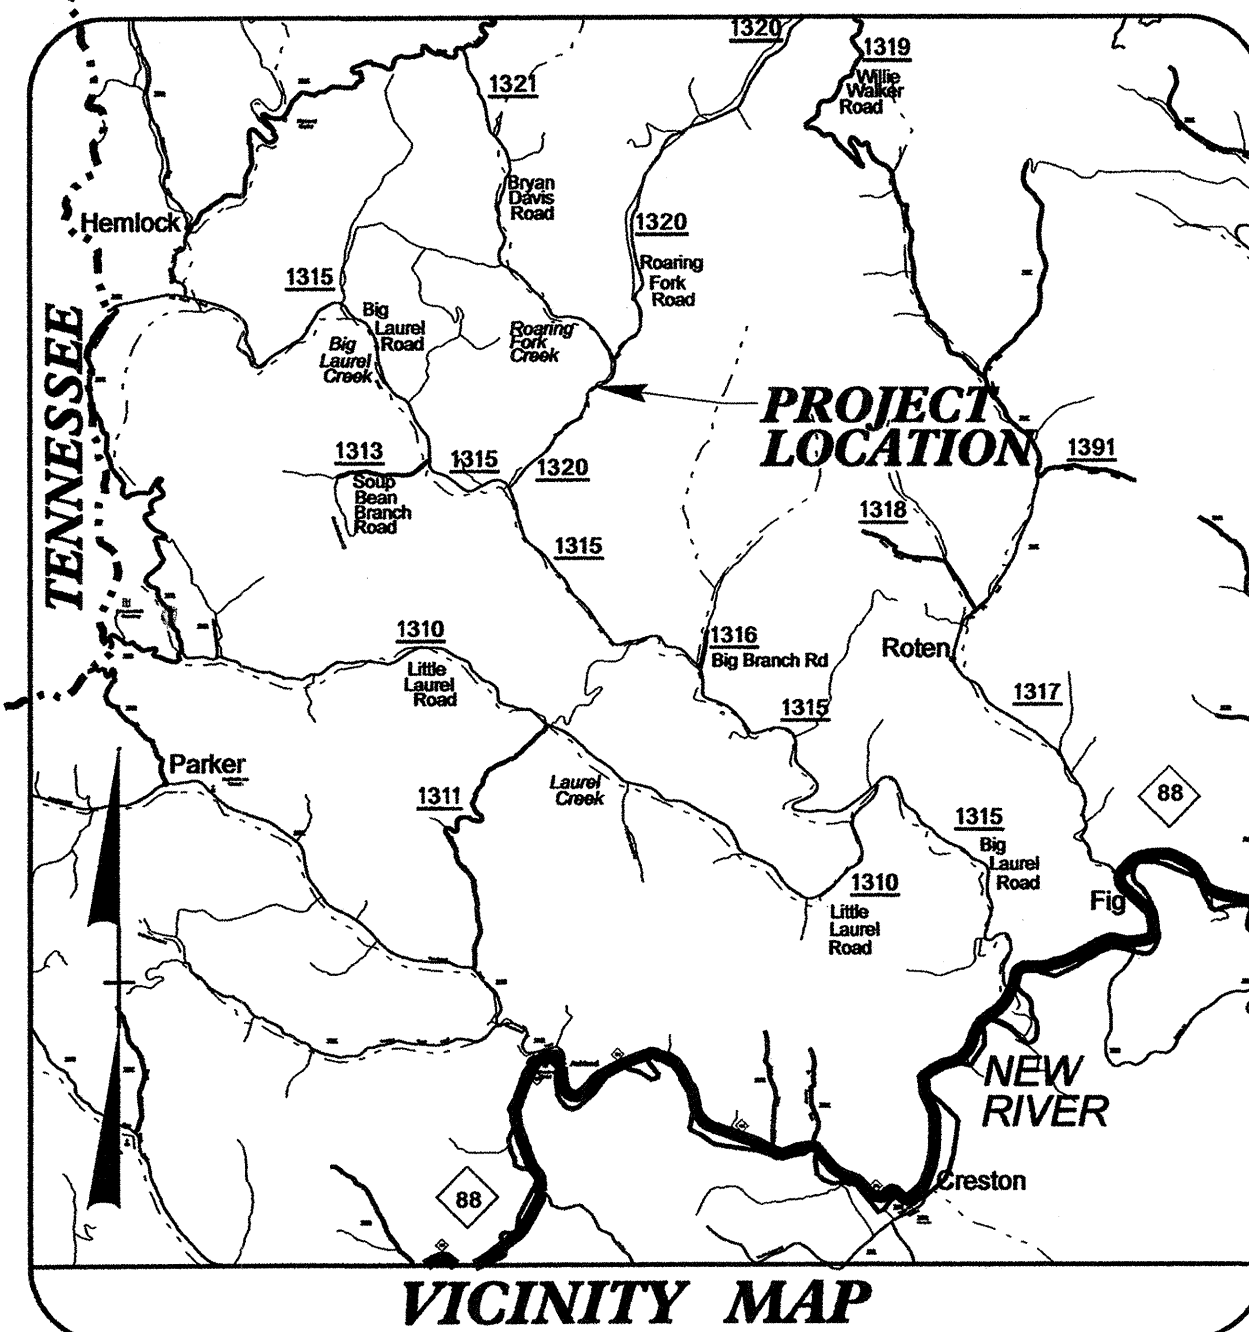 1320
1319
Willie
Walker
Road
1321
Bryan
Davis
Road
Hemlock
1320
Roaring
Fork
Road
1315
Big
Laurel
Road
Big
Laurel
Creek
Roaring
Fork
Creek
TENNESSEE
PROJECT
LOCATION
1313
Soup
Bean
Branch
Road
1315
1320
1391
1318
1315
1310
Little
Laurel
Road
1316
Big Branch Rd
Roten
1317
1315
Parker
1311
Laurel
Creek
88
1315
Big
Laurel
Road
1310
Little
Laurel
Road
Fig
NEW
RIVER
Creston
88
VICINITY MAP